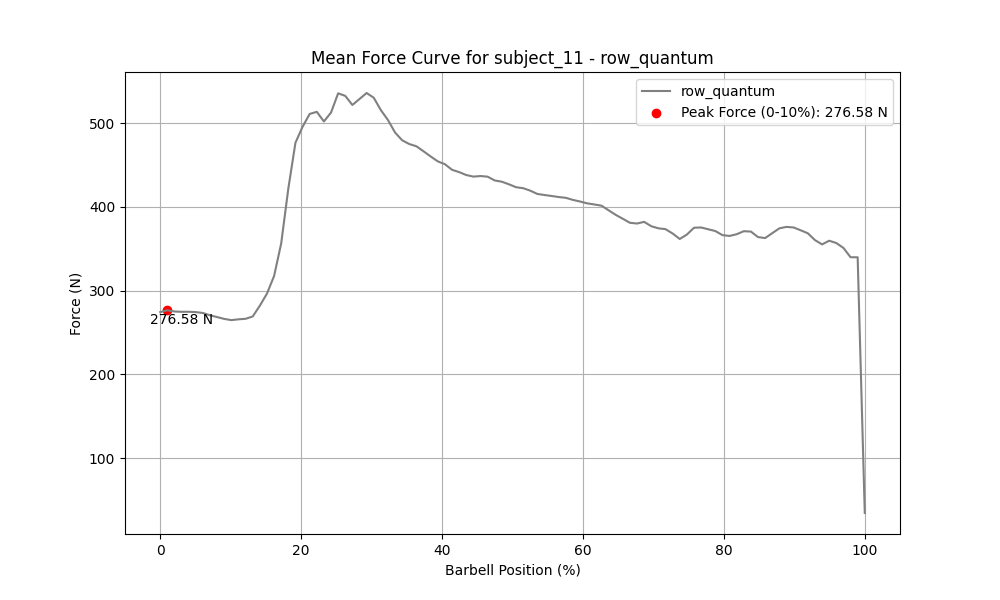 Mean Force Curve for subject_11 - row_quantum
row_quantum
Peak Force (0-10%): 276.58 N
500
400
300
200
100
Force (N)
276.58 N
0
20
40
60
80
100
Barbell Position (%)